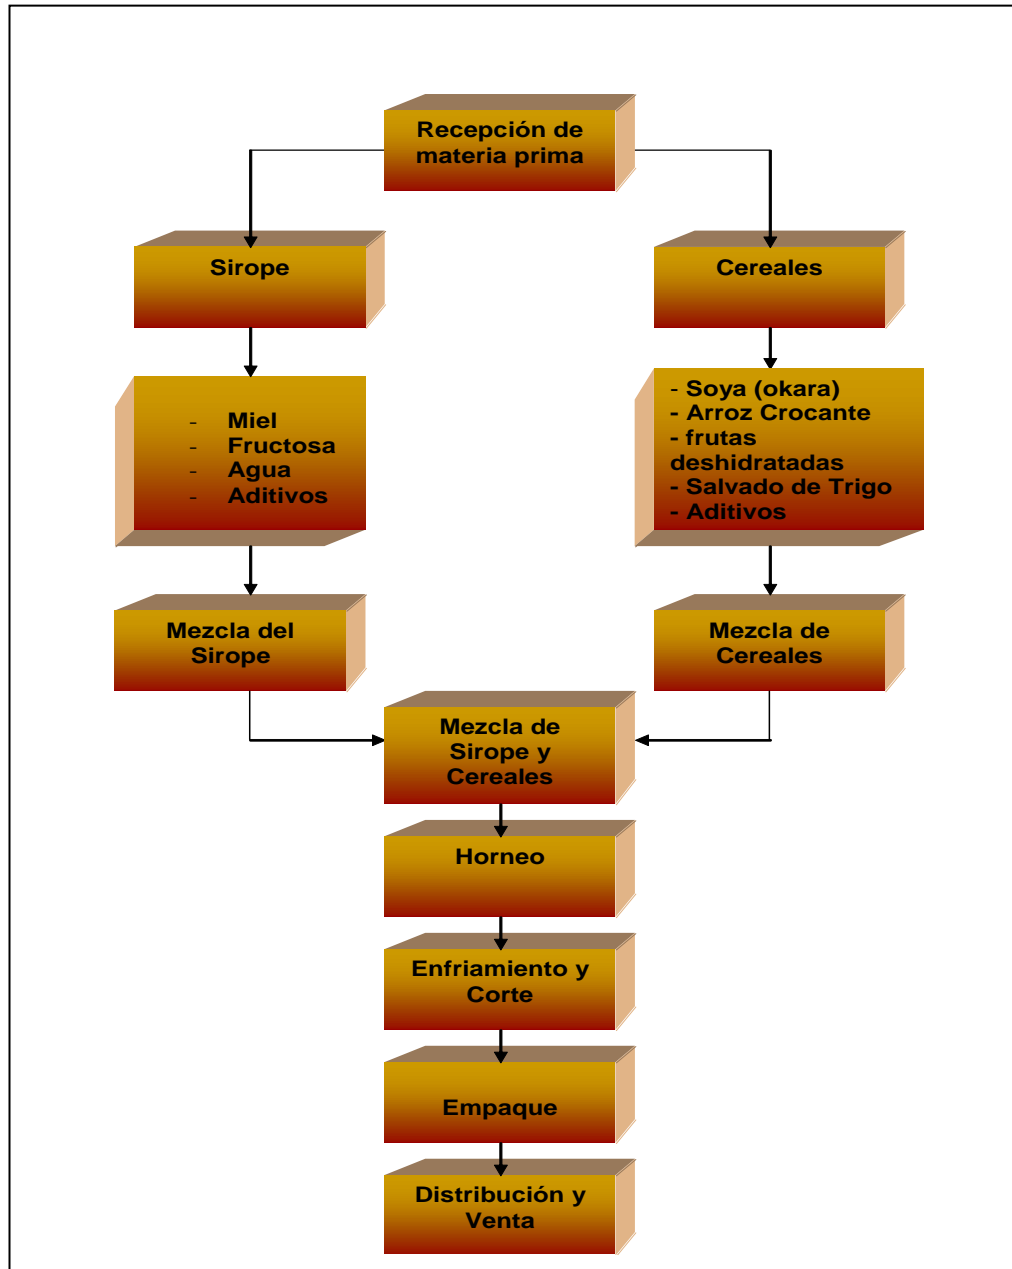 Recepción de
materia prima
Sirope
Cereales
- Miel
- Fructosa
- Agua
- Aditivos
- Soya (okara)
- Arroz Crocante
- frutas
deshidratadas
- Salvado de Trigo
- Aditivos
Mezcla del
Sirope
Mezcla de
Cereales
Mezcla de
Sirope y
Cereales
Horneo
Enfriamiento y
Corte
Empaque
Distribución y
Venta